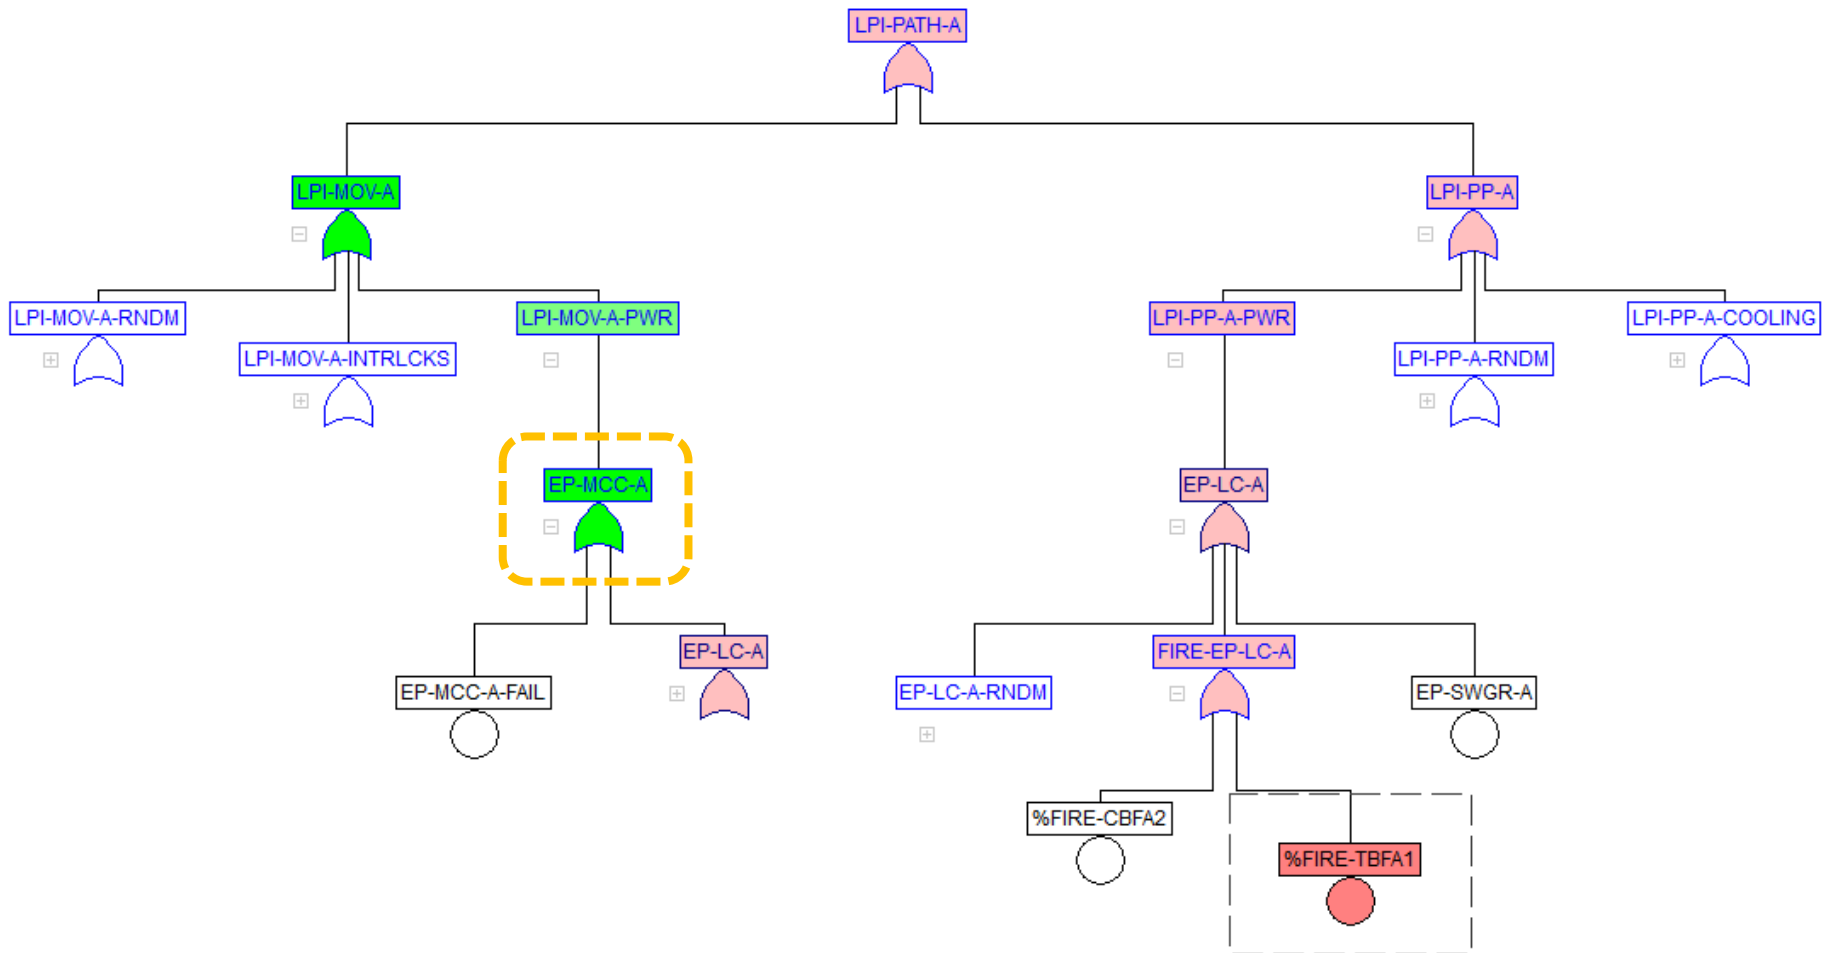 LPI-PATH-A
LPI-MOV-A
LPI-PP-A
LPI-MOV-A-RNDM
LPI-MOV-A-PWR
LPI-PP-A-PWR
LPI-PP-A-COOLING
LPI-MOV-A-INTRLCKS
LPI-PP-A-RNDM
EP-MCC-A
EP-LC-A
EP-LC-A
FIRE-EP-LC-A
EP-MCC-A-FAIL
EP-LC-A-RNDM
EP-SWGR-A
%FIRE-CBFA2
%FIRE-TBFA1